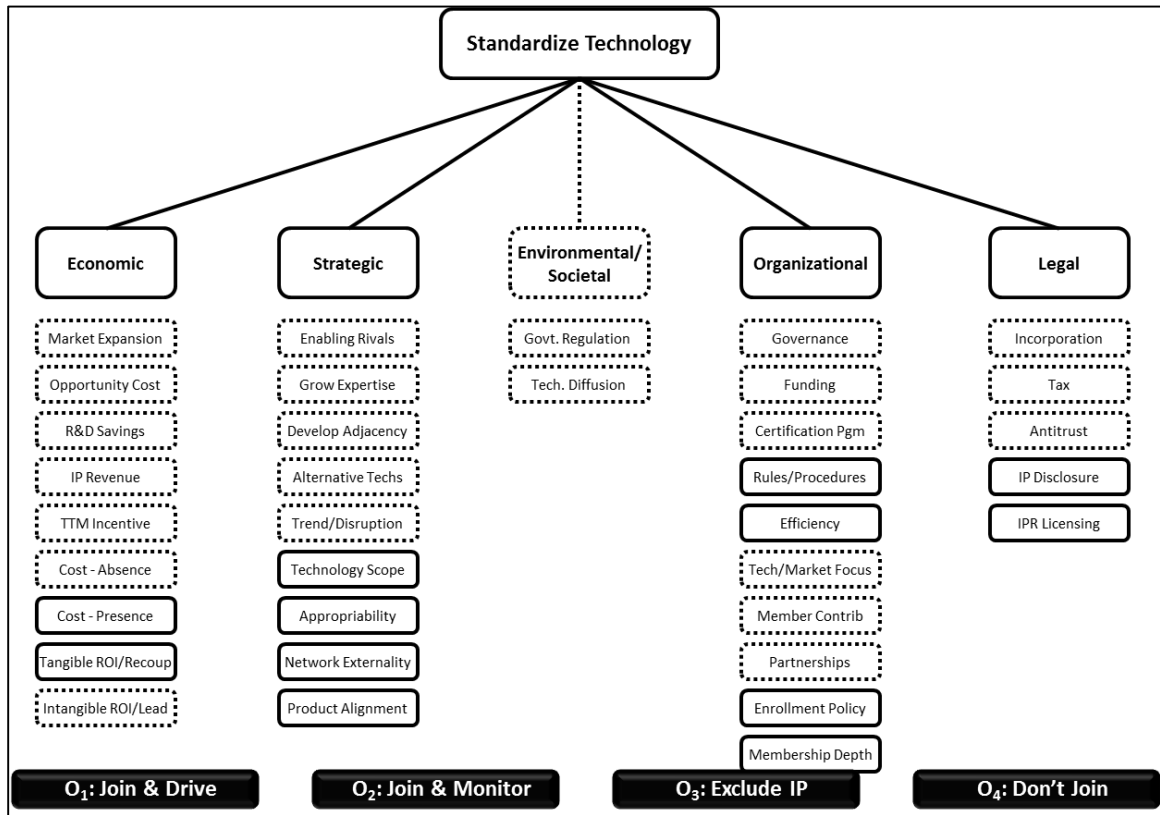 Standardize Technology
Economic
Strategic
Environmental/
Societal
Organizational
Legal
Market Expansion
Opportunity Cost
R&D Savings
IP Revenue
TTM Incentive
Cost - Absence
Cost - Presence
Tangible ROI/Recoup
Intangible ROI/Lead
Enabling Rivals
Grow Expertise
Develop Adjacency
Alternative Techs
Trend/Disruption
Technology Scope
Appropriability
Network Externality
Product Alignment
Govt. Regulation
Tech. Diffusion
Governance
Funding
Certification Pgm
Rules/Procedures
Efficiency
Tech/Market Focus
Member Contrib
Partnerships
Enrollment Policy
Membership Depth
Incorporation
Tax
Antitrust
IP Disclosure
IPR Licensing
O₁: Join & Drive
O₂: Join & Monitor
O₃: Exclude IP
O₄: Don’t Join